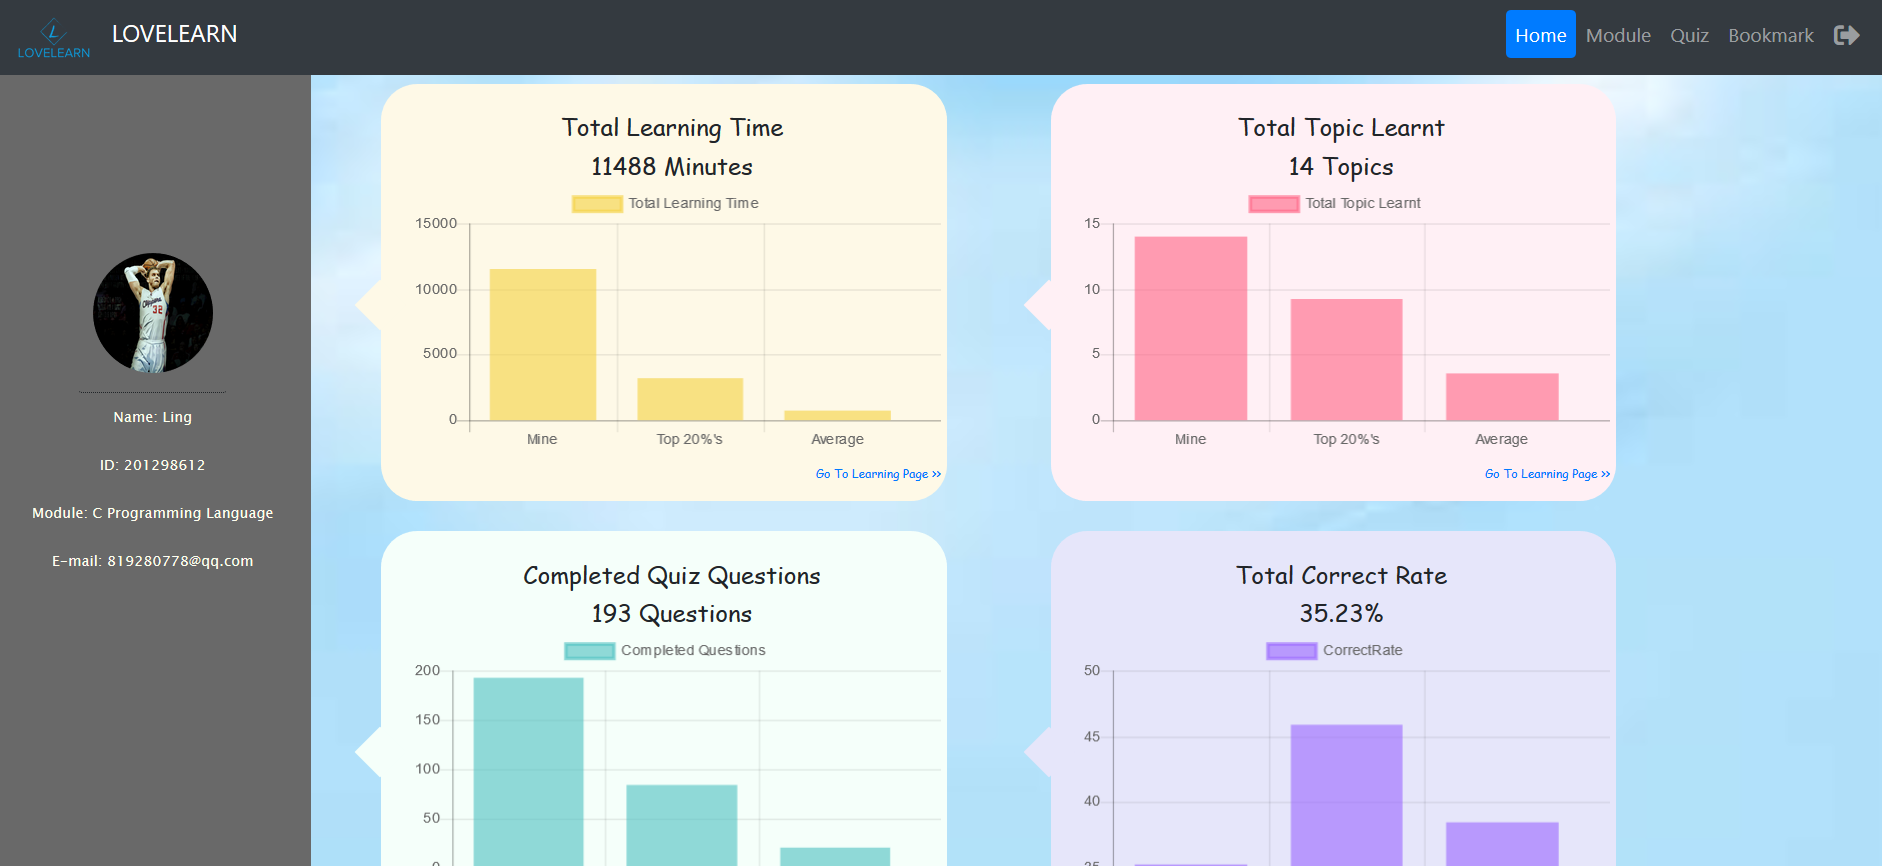 LOVELEARN
LOVELEARN
Home Module Quiz Bookmark
Name: Ling
ID: 201298612
Module: C Programming Language
E-mail: 819280778@qq.com
Total Learning Time
11488 Minutes
Total Learning Time
15000
10000
5000
0
Mine Top 20%'s Average
Go To Learning Page >>
Total Topic Learnt
14 Topics
Total Topic Learnt
15
10
5
0
Mine Top 20%'s Average
Go To Learning Page >>
Completed Quiz Questions
193 Questions
Completed Questions
200
150
100
50
0
Total Correct Rate
35.23%
CorrectRate
50
45
40
35